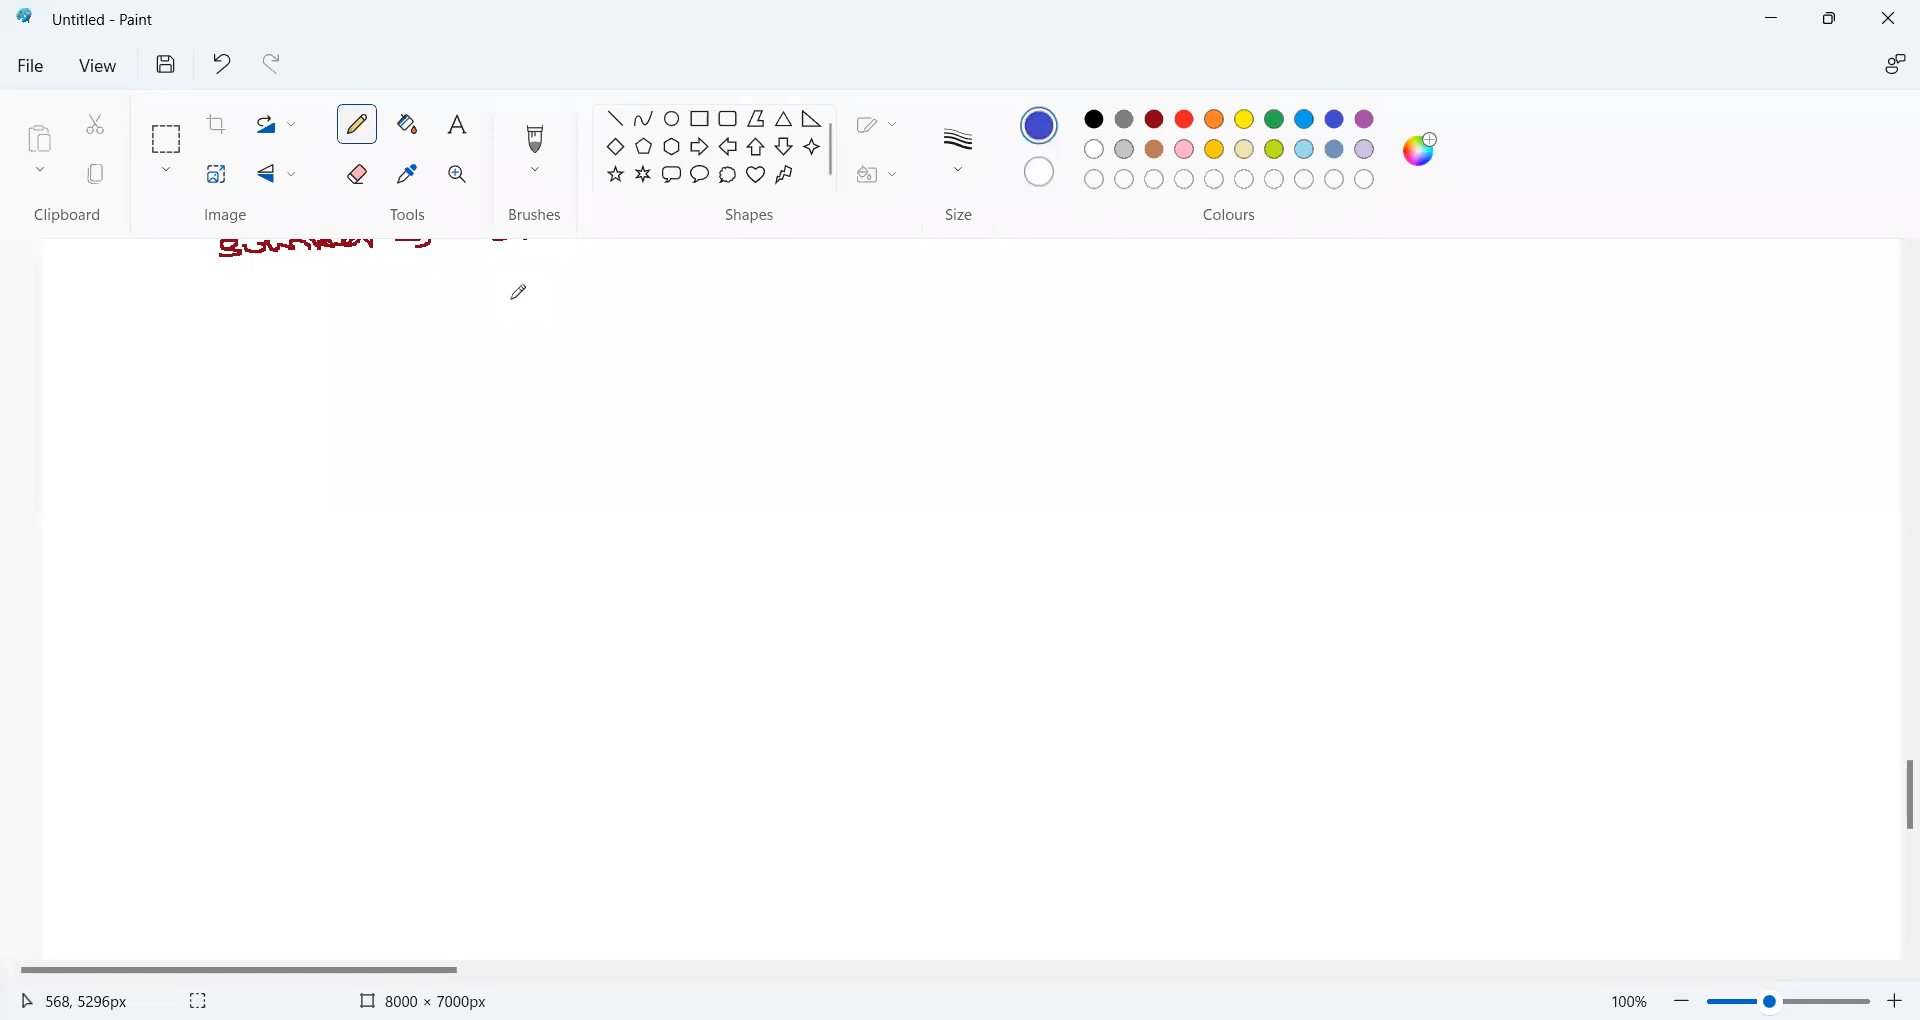 Untitled - Paint
File View
Clipboard Image Tools Brushes Shapes Size Colours
568, 5296px 8000 × 7000px 100%